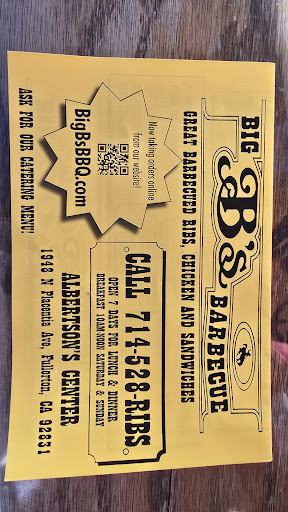 BIG
B's
BARBECUE
GREAT BARBECUED RIBS, CHICKEN AND SANDWICHES
Now taking orders online
from our website!
BigBsBBQ.com
ASK FOR OUR CATERING MENU!
CALL 714-528-RIBS
OPEN 7 DAYS FOR LUNCH & DINNER
BREAKFAST 10AM-NOON SATURDAY & SUNDAY
ALBERTSON'S CENTER
1948 N Placentia Ave, Fullerton, CA 92831